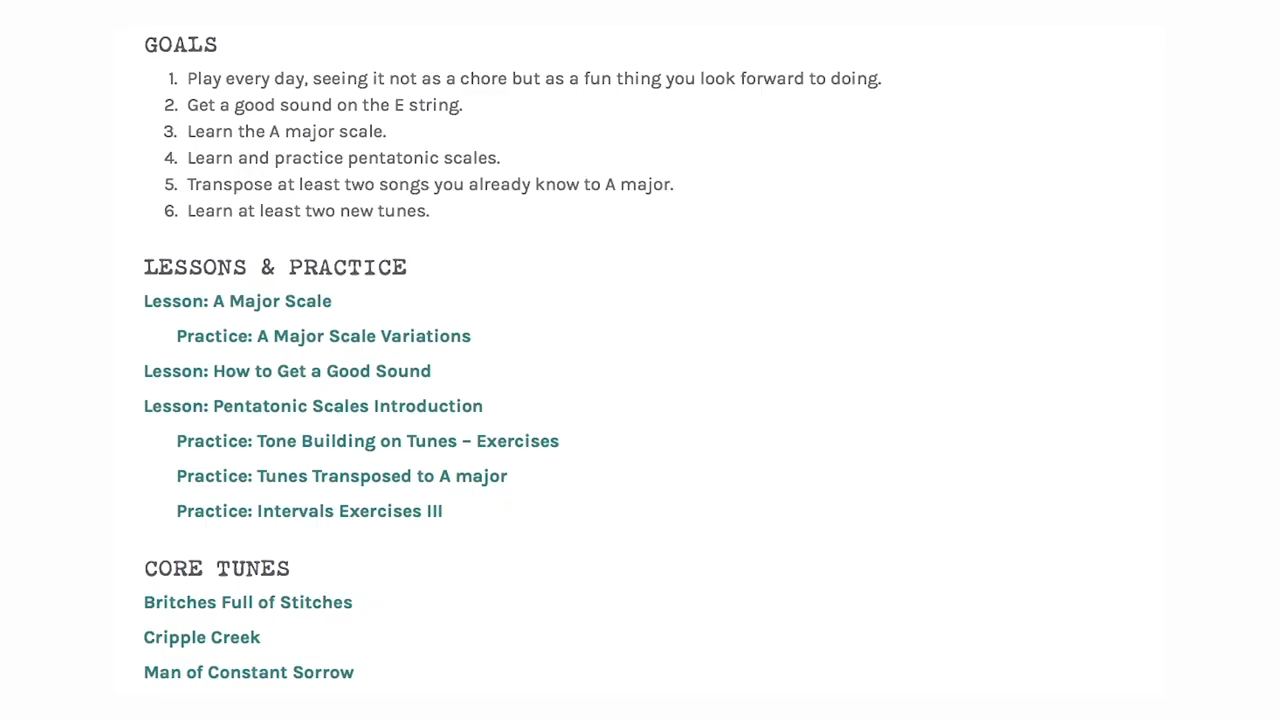 GOALS
1. Play every day, seeing it not as a chore but as a fun thing you look forward to doing.
2. Get a good sound on the E string.
3. Learn the A major scale.
4. Learn and practice pentatonic scales.
5. Transpose at least two songs you already know to A major.
6. Learn at least two new tunes.
LESSONS & PRACTICE
Lesson: A Major Scale
Practice: A Major Scale Variations
Lesson: How to Get a Good Sound
Lesson: Pentatonic Scales Introduction
Practice: Tone Building on Tunes – Exercises
Practice: Tunes Transposed to A major
Practice: Intervals Exercises III
CORE TUNES
Britches Full of Stitches
Cripple Creek
Man of Constant Sorrow